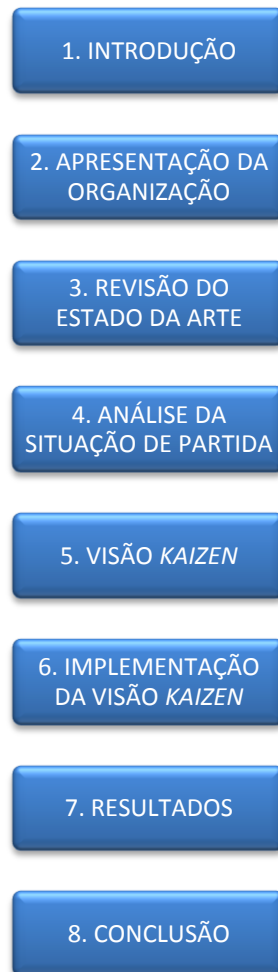 1. INTRODUÇÃO
2. APRESENTAÇÃO DA
ORGANIZAÇÃO
3. REVISÃO DO
ESTADO DA ARTE
4. ANÁLISE DA
SITUAÇÃO DE PARTIDA
5. VISÃO KAIZEN
6. IMPLEMENTAÇÃO
DA VISÃO KAIZEN
7. RESULTADOS
8. CONCLUSÃO